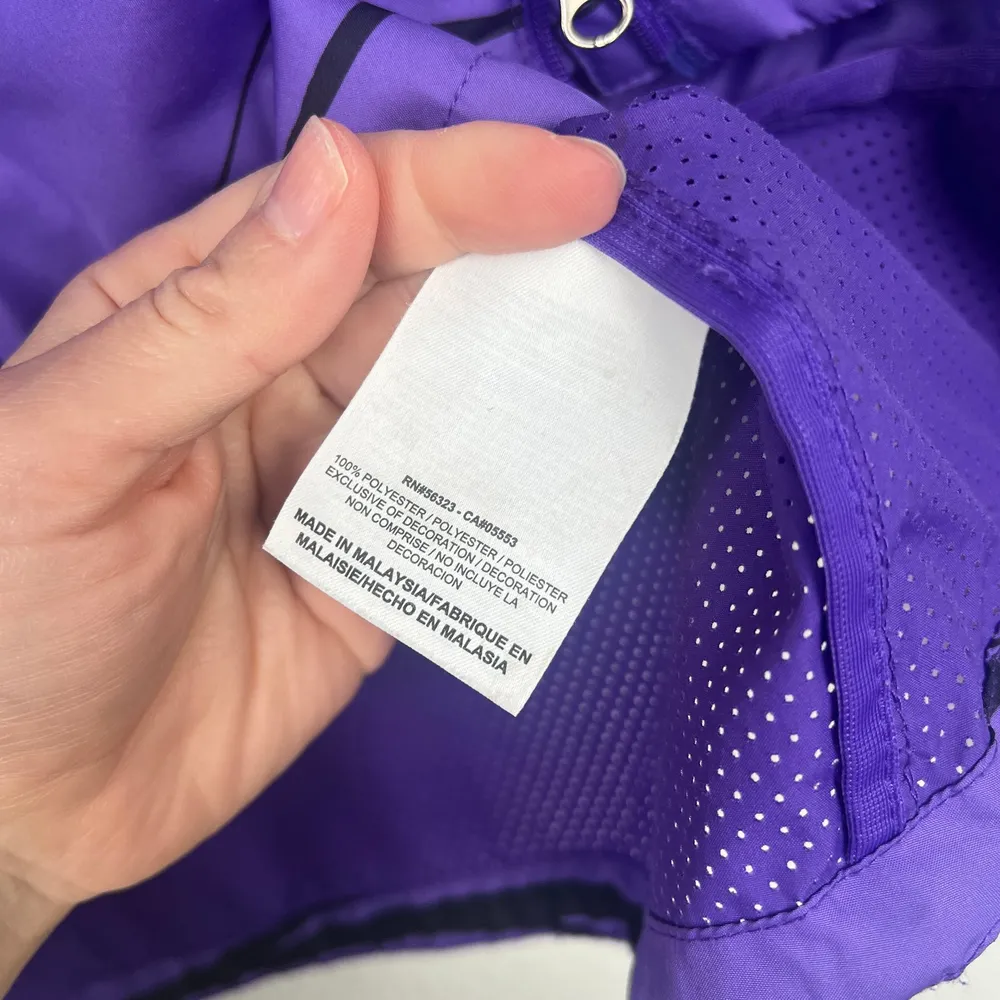 RN#56323 - CA#05553
100% POLYESTER / POLYESTER / POLIESTER
EXCLUSIVE OF DECORATION / DECORATION
NON COMPRISE / NO INCLUYE LA
DECORACION
MADE IN MALAYSIA/FABRIQUE EN
MALAISIE/HECHO EN MALASIA